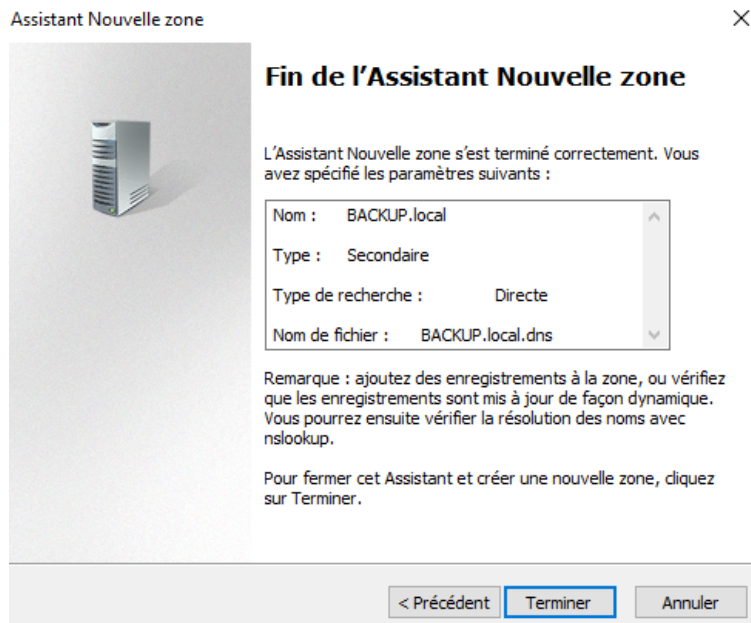 Assistant Nouvelle zone
Fin de l'Assistant Nouvelle zone
L'Assistant Nouvelle zone s'est terminé correctement. Vous
avez spécifié les paramètres suivants :
Nom : BACKUP.local
Type : Secondaire
Type de recherche : Directe
Nom de fichier : BACKUP.local.dns
Remarque : ajoutez des enregistrements à la zone, ou vérifiez
que les enregistrements sont mis à jour de façon dynamique.
Vous pourrez ensuite vérifier la résolution des noms avec
nslookup.
Pour fermer cet Assistant et créer une nouvelle zone, cliquez
sur Terminer.
< Précédent Terminer Annuler